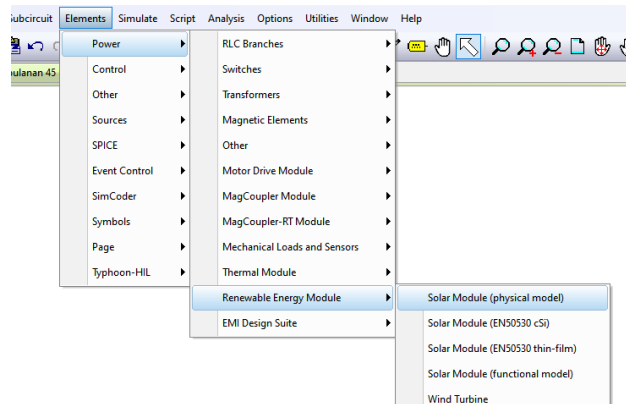 Subcircuit Elements Simulate Script Analysis Options Utilities Window Help
Power
Control
Other
Sources
SPICE
Event Control
SimCoder
Symbols
Page
Typhoon-HIL
RLC Branches
Switches
Transformers
Magnetic Elements
Other
Motor Drive Module
MagCoupler Module
MagCoupler-RT Module
Mechanical Loads and Sensors
Thermal Module
Renewable Energy Module
EMI Design Suite
Solar Module (physical model)
Solar Module (EN50530 cSi)
Solar Module (EN50530 thin-film)
Solar Module (functional model)
Wind Turbine
45